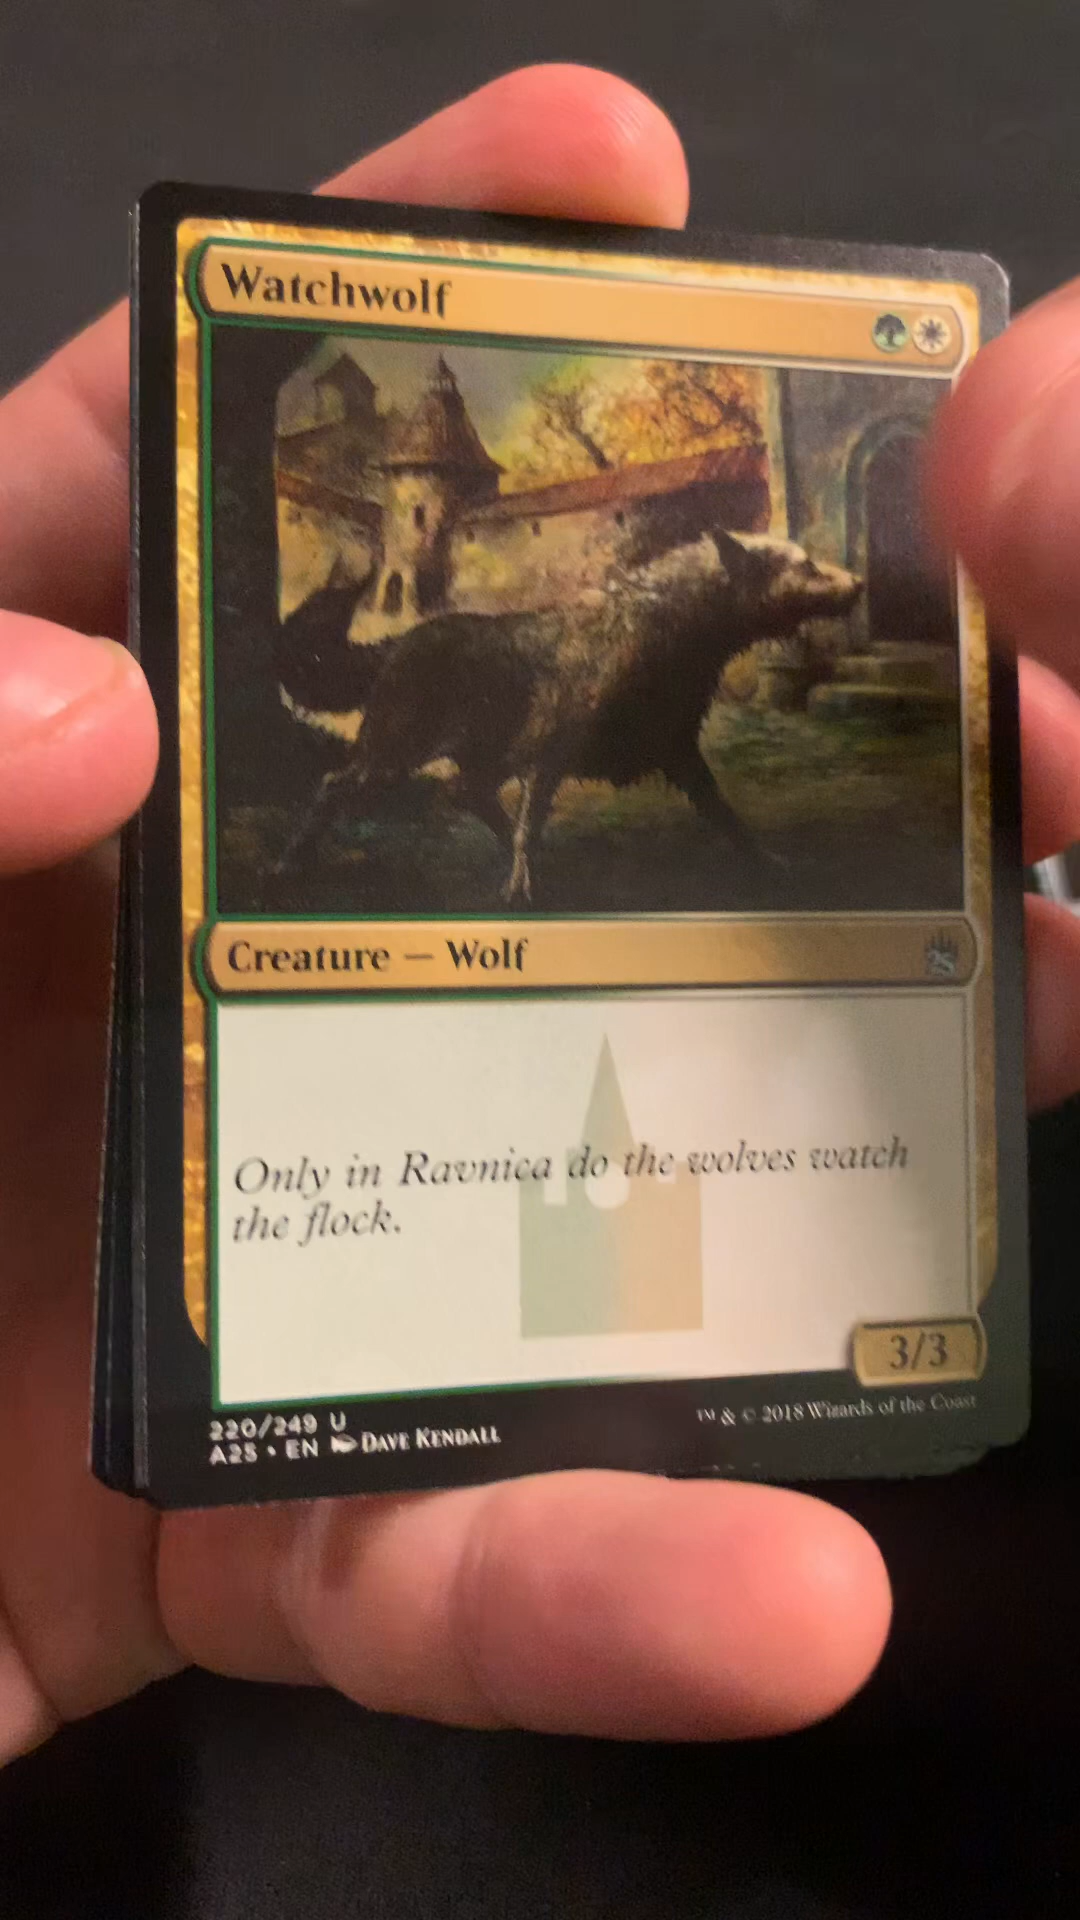 Watchwolf
Creature — Wolf
25
Only in Ravnica do the wolves watch
the flock.
3/3
220/249 U
A25 • EN DAVE KENDALL
™ & © 2018 Wizards of the Coast